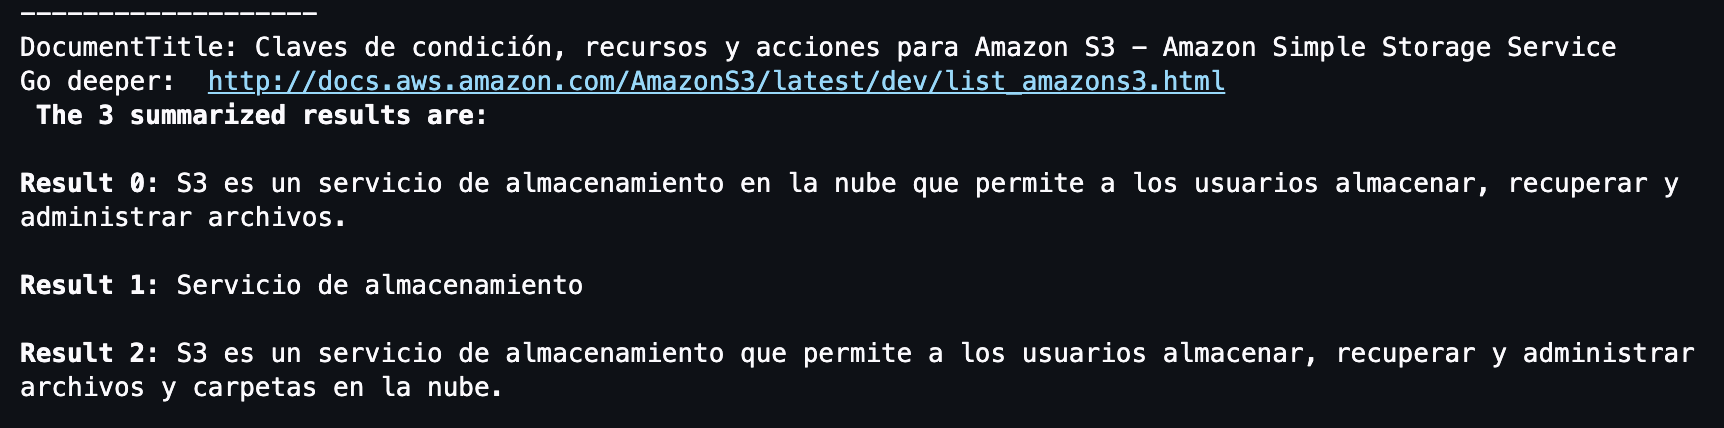 -------------------
DocumentTitle: Claves de condición, recursos y acciones para Amazon S3 - Amazon Simple Storage Service
Go deeper:  http://docs.aws.amazon.com/AmazonS3/latest/dev/list_amazons3.html
 The 3 summarized results are:

Result 0: S3 es un servicio de almacenamiento en la nube que permite a los usuarios almacenar, recuperar y
administrar archivos.

Result 1: Servicio de almacenamiento

Result 2: S3 es un servicio de almacenamiento que permite a los usuarios almacenar, recuperar y administrar
archivos y carpetas en la nube.